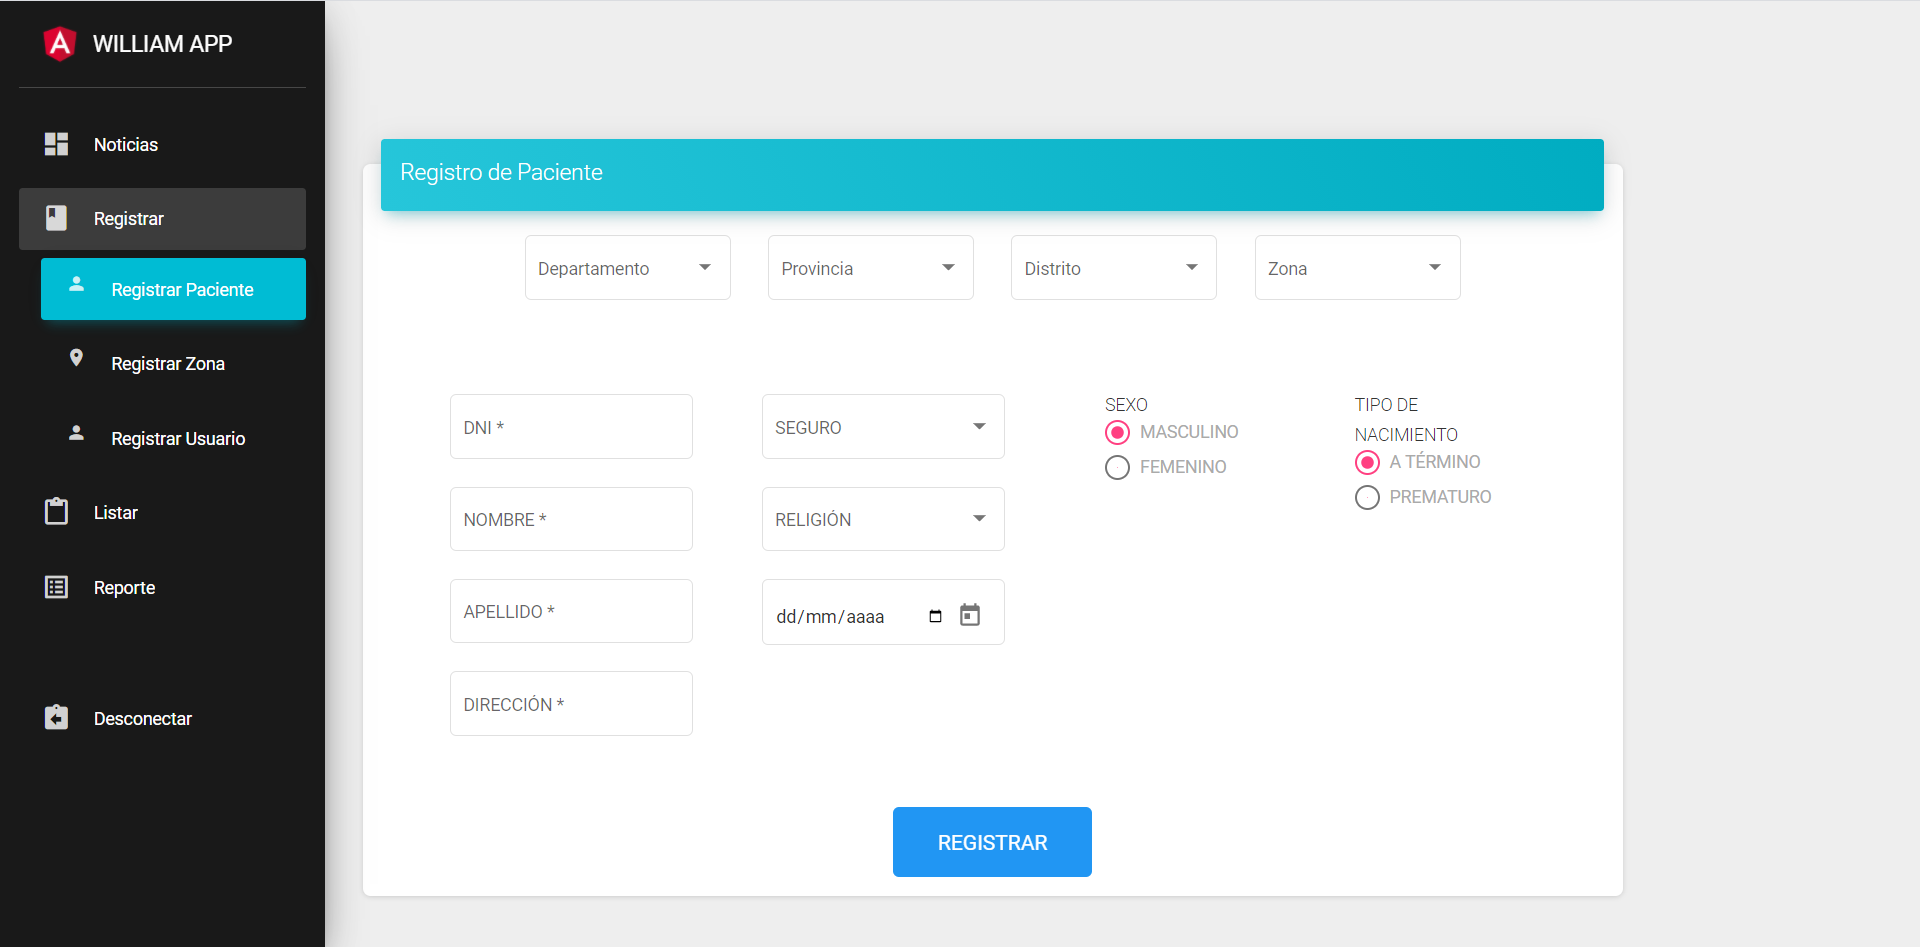 WILLIAM APP
Noticias
Registrar
Registrar Paciente
Registrar Zona
Registrar Usuario
Listar
Reporte
Desconectar
Registro de Paciente
Departamento
Provincia
Distrito
Zona
DNI *
NOMBRE *
APELLIDO *
DIRECCIÓN *
SEGURO
RELIGIÓN
dd/mm/aaaa
SEXO
MASCULINO
FEMENINO
TIPO DE
NACIMIENTO
A TÉRMINO
PREMATURO
REGISTRAR